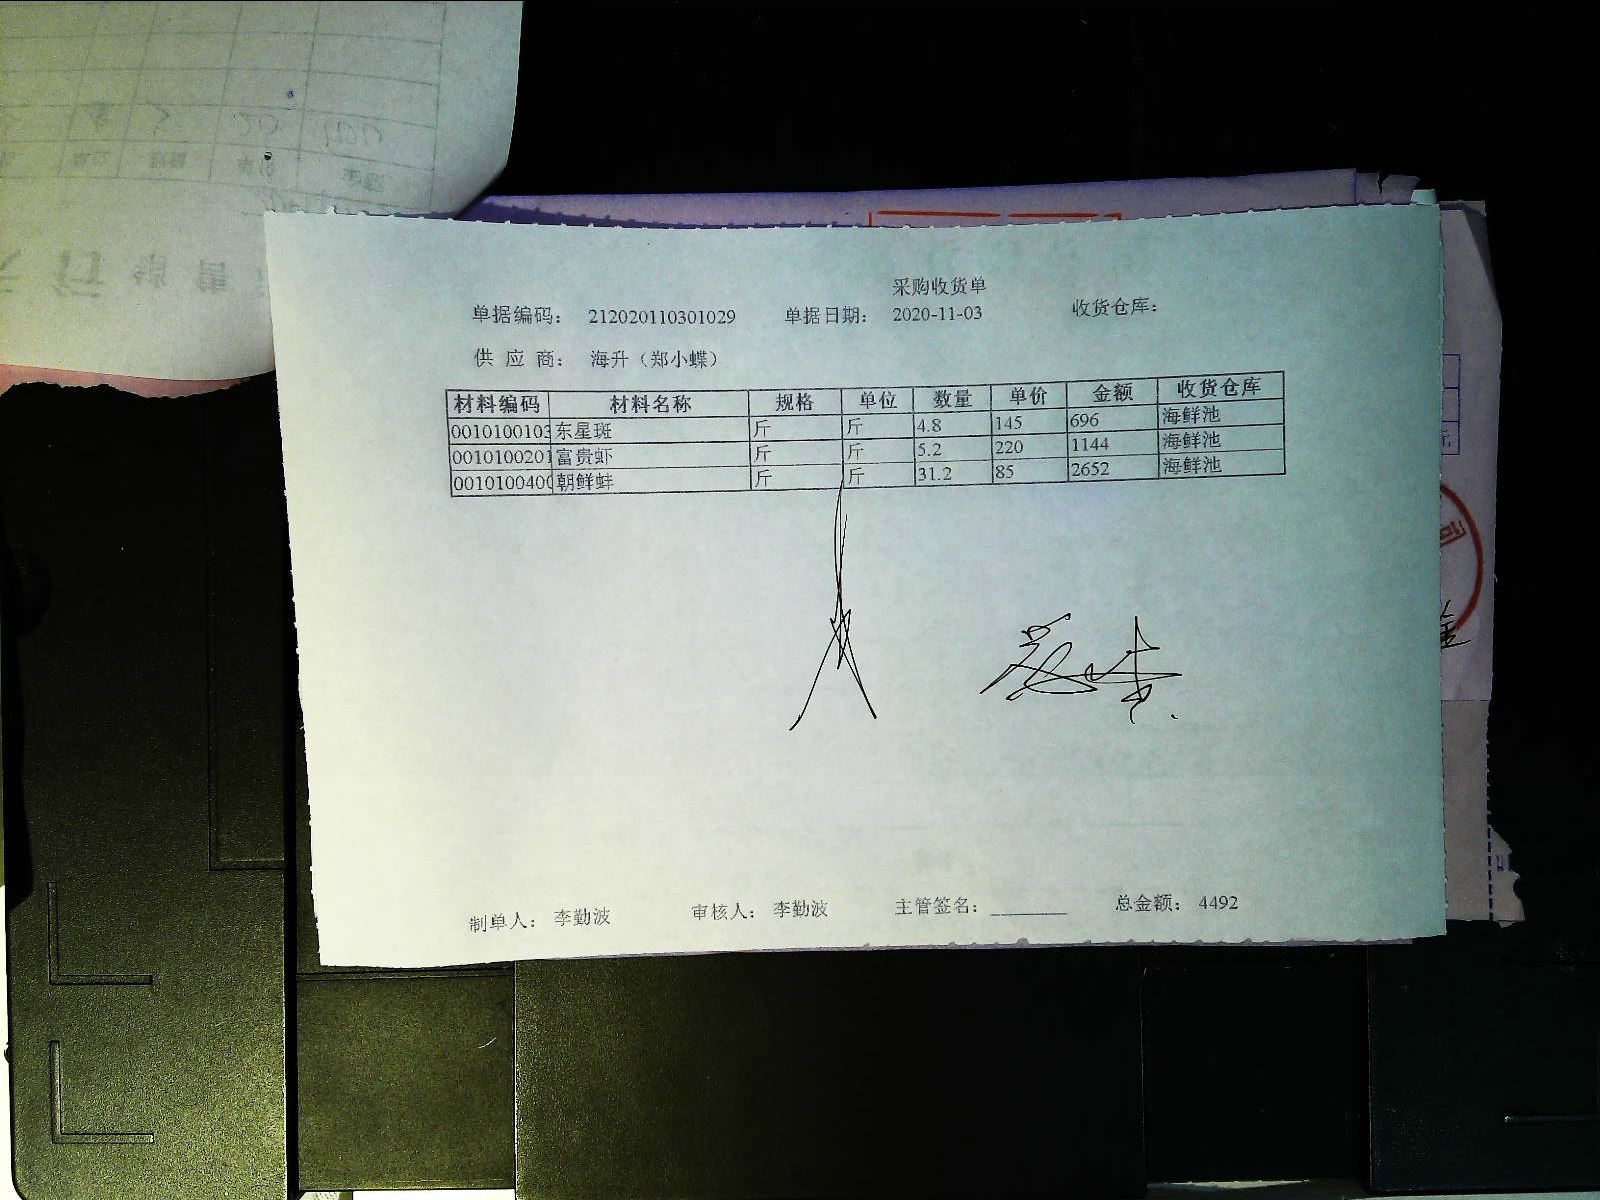 采购收货单
单据编码： 212020110301029 单据日期： 2020-11-03 收货仓库：
供 应 商： 海升（郑小蝶）
材料编码 材料名称 规格 单位 数量 单价 金额 收货仓库
0010100103 东星斑 斤 斤 4.8 145 696 海鲜池
0010100201 富贵虾 斤 斤 5.2 220 1144 海鲜池
001010040 朝鲜蚌 斤 斤 31.2 85 2652 海鲜池
制单人： 李勤波 审核人： 李勤波 主管签名：________ 总金额： 4492